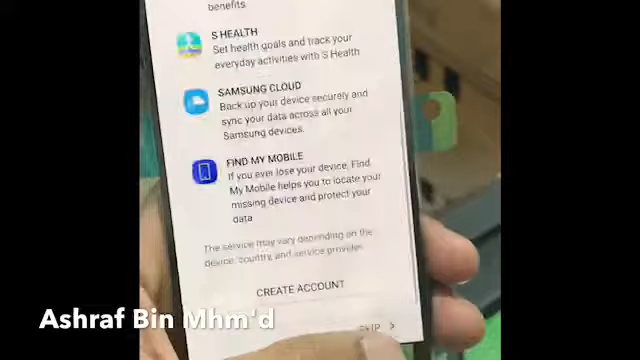 benefits
S HEALTH
Set health goals and track your
everyday activities with S Health
SAMSUNG CLOUD
Back up your device securely and
sync your data across all your
Samsung devices.
FIND MY MOBILE
If you ever lose your device, Find
My Mobile helps you to locate your
missing device and protect your
data
The service may vary depending on the
device, country, and service provider.
CREATE ACCOUNT
Ashraf Bin Mhm'd
SKIP >